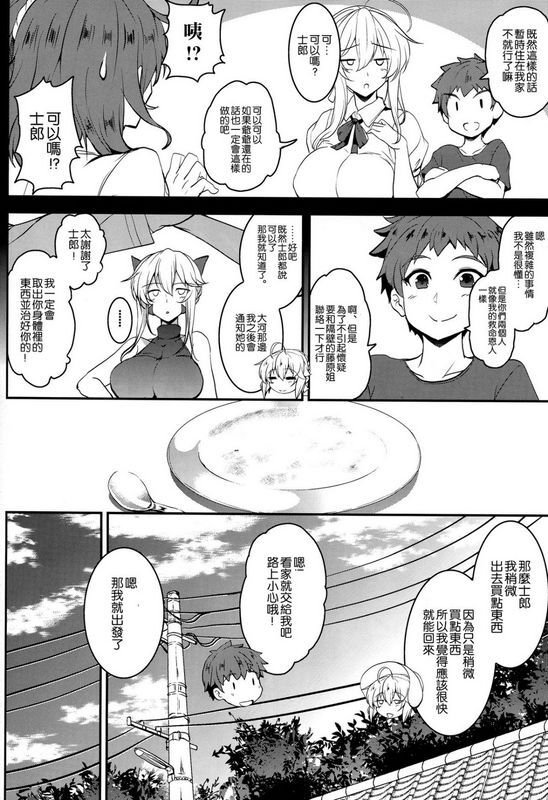 既然這樣的話
暫時住在我家
不就行了嘛
可…
可以嗎？
可以可以
如果爺爺還在的
話也一定會這樣
做的吧
咦!?
可以嗎!?
士郎
嗯
雖然複雜的事情
我不是很懂…
但是你們兩個人
就像我的救命恩人
一樣
啊、但是
為了不引起懷疑
要和隔壁的藤原姐
聯絡一下才行
……好吧
既然士郎都說
可以了
那我就知道了。
大河那邊
我之後會
通知她的
………
太謝謝了
士郎！
我一定會
取出你身體裡的
東西並治好你的！
那麼士郎
我稍微
出去買點東西
因為只是稍微
買點東西
所以我覺得應該很快
就能回來
嗯!
看家就交給我吧
路上小心哦！
嗯
那我就出發了